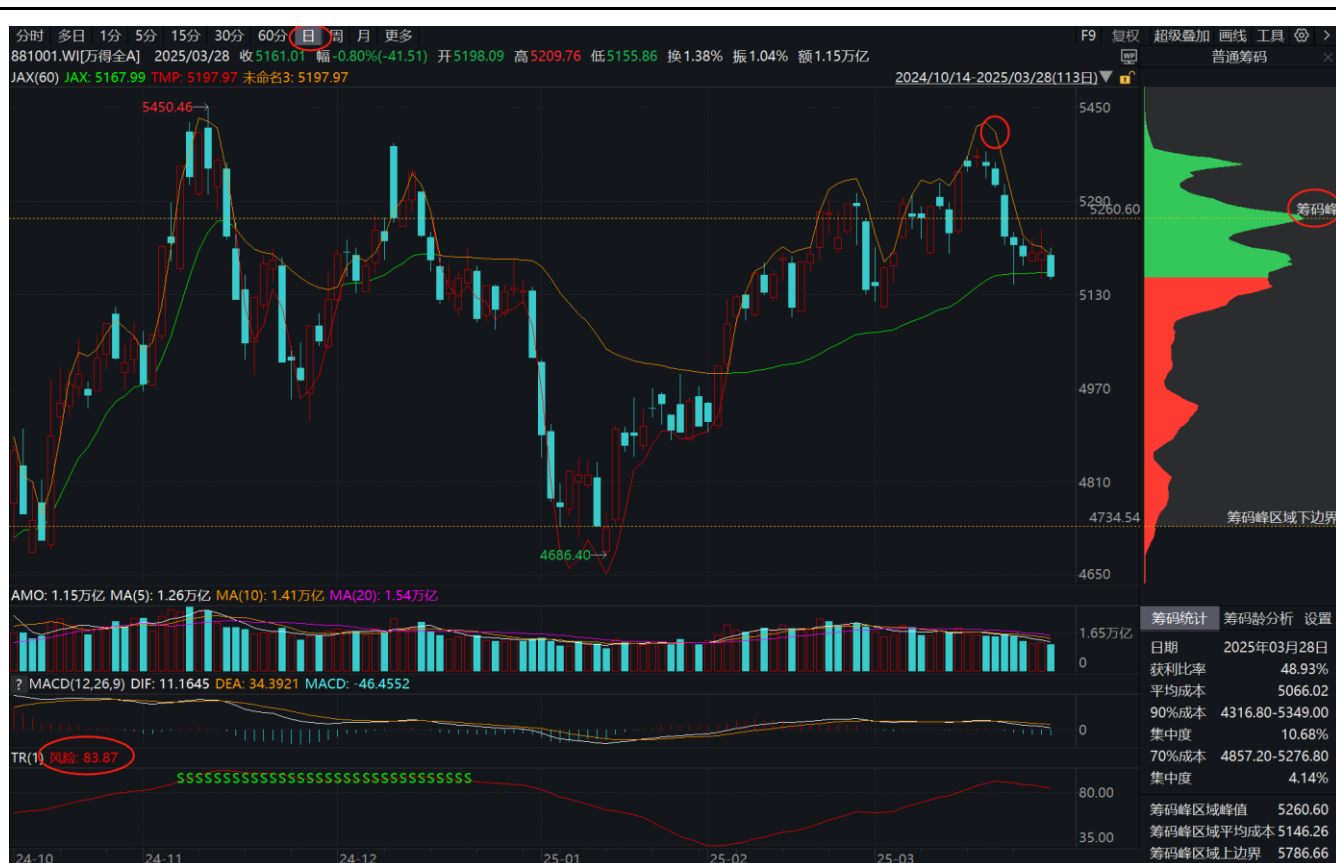 分时 多日 1分 5分 15分 30分 60分 日 周 月 更多 F9 复权 超级叠加 画线 工具 >
881001.WI[万得全A] 2025/03/28 收5161.01 幅-0.80%(-41.51) 开5198.09 高5209.76 低5155.86 换1.38% 振1.04% 额1.15万亿 WP 普通筹码 ×
JAX(60) JAX: 5167.99 TMP: 5197.97 未命名3: 5197.97 2024/10/14-2025/03/28(113日)▼
5450.46 5450
5290
5260.60 筹码峰
5130
4970
4810
4734.54 筹码峰区域下边界
4686.40
4650
AMO: 1.15万亿 MA(5): 1.26万亿 MA(10): 1.41万亿 MA(20): 1.54万亿
1.65万亿
0
? MACD(12,26,9) DIF: 11.1645 DEA: 34.3921 MACD: -46.4552
0
TR(1) 风险: 83.87
SSSSSSSSSSSSSSSSSSSSSSSSSSSSSSSS
80.00
35.00
24-10 24-11 24-12 25-01 25-02 25-03
筹码统计 筹码龄分析 设置
日期 2025年03月28日
获利比率 48.93%
平均成本 5066.02
90%成本 4316.80-5349.00
集中度 10.68%
70%成本 4857.20-5276.80
集中度 4.14%
筹码峰区域峰值 5260.60
筹码峰区域平均成本 5146.26
筹码峰区域上边界 5786.66